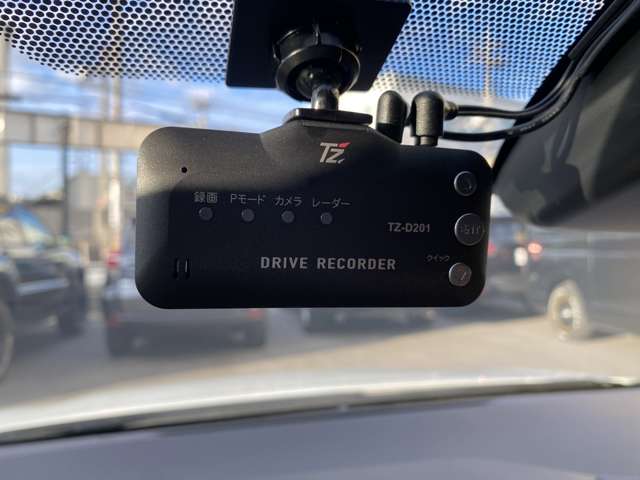 Tz
録画 Pモード カメラ レーダー
TZ-D201
クイック
DRIVE RECORDER